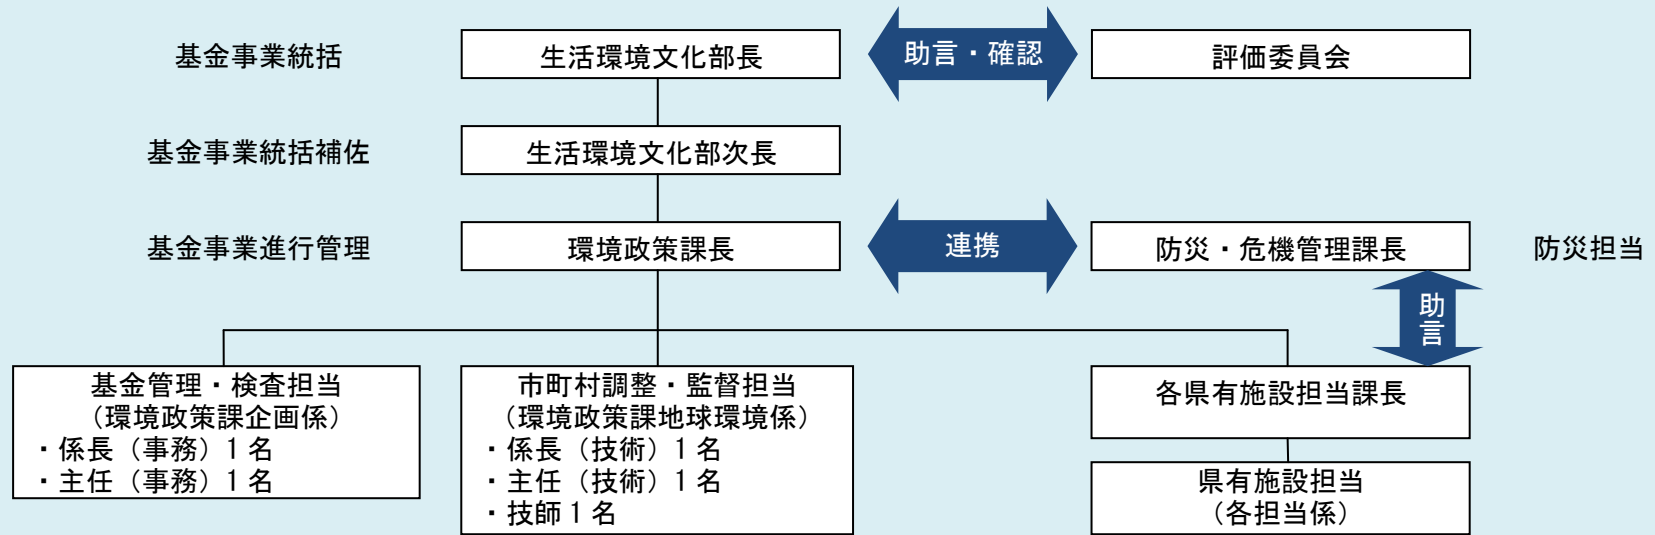 基金事業統括
生活環境文化部長
助言・確認
評価委員会
基金事業統括補佐
生活環境文化部次長
基金事業進行管理
環境政策課長
連携
防災・危機管理課長
防災担当
助言
基金管理・検査担当
（環境政策課企画係）
・係長（事務）1名
・主任（事務）1名
市町村調整・監督担当
（環境政策課地球環境係）
・係長（技術）1名
・主任（技術）1名
・技師1名
各県有施設担当課長
県有施設担当
（各担当係）